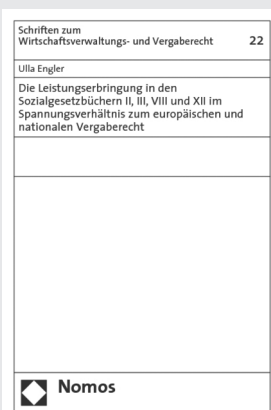 Schriften zum
Wirtschaftsverwaltungs- und Vergaberecht 22
Ulla Engler
Die Leistungserbringung in den
Sozialgesetzbüchern II, III, VIII und XII im
Spannungsverhältnis zum europäischen und
nationalen Vergaberecht
Nomos